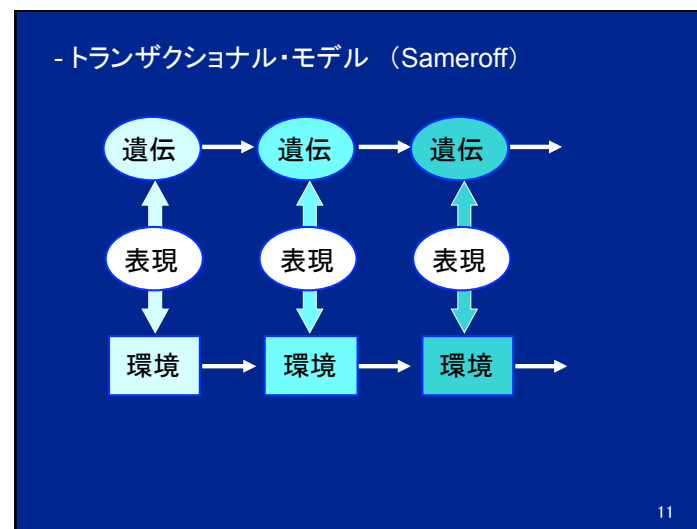 - トランザクショナル・モデル （Sameroff）
遺伝 遺伝 遺伝
表現 表現 表現
環境 環境 環境
11